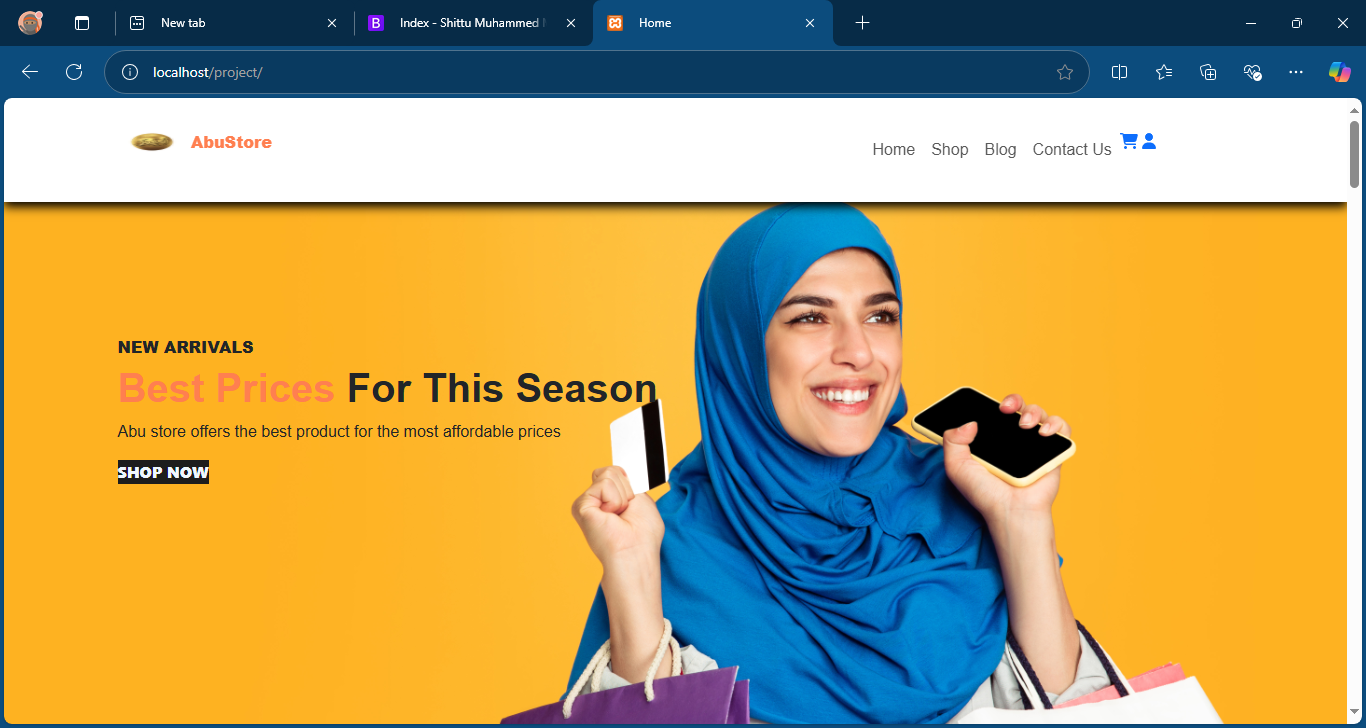 New tab
Index - Shittu Muhammed
Home
localhost/project/
AbuStore
Home Shop Blog Contact Us
NEW ARRIVALS
Best Prices For This Season
Abu store offers the best product for the most affordable prices
SHOP NOW